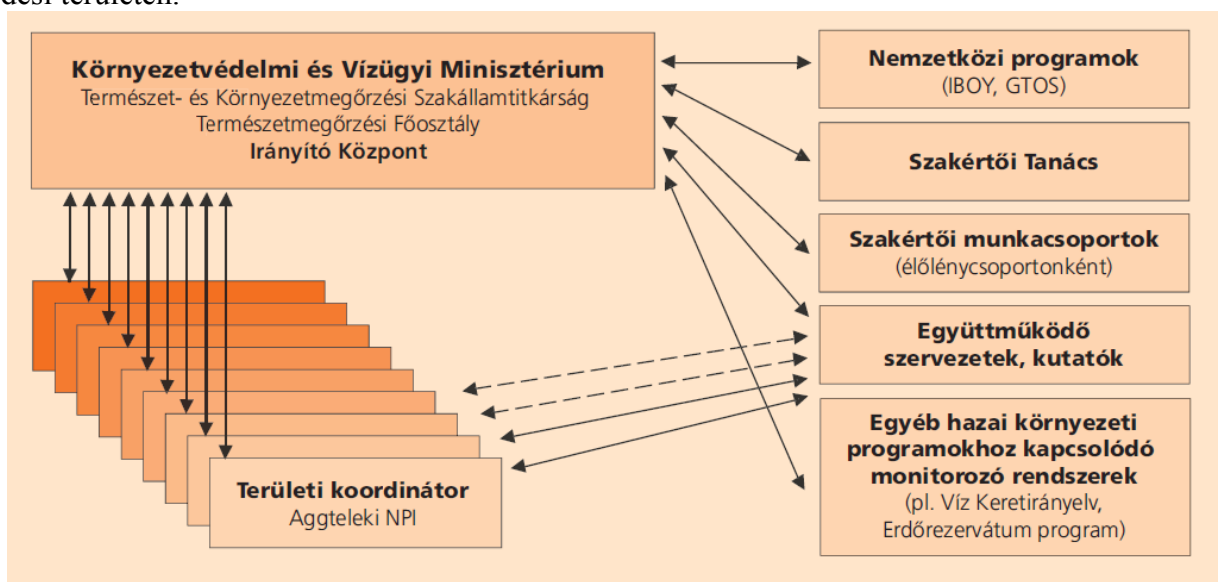 dési területen.
Környezetvédelmi és Vízügyi Minisztérium
Természet- és Környezetmegőrzési Szakállamtitkárság
Természetmegőrzési Főosztály
Irányító Központ
Nemzetközi programok
(IBOY, GTOS)
Szakértői Tanács
Szakértői munkacsoportok
(élőlénycsoportonként)
Együttműködő
szervezetek, kutatók
Egyéb hazai környezeti
programokhoz kapcsolódó
monitorozó rendszerek
(pl. Víz Keretirányelv,
Erdőrezervátum program)
Területi koordinátor
Aggteleki NPI